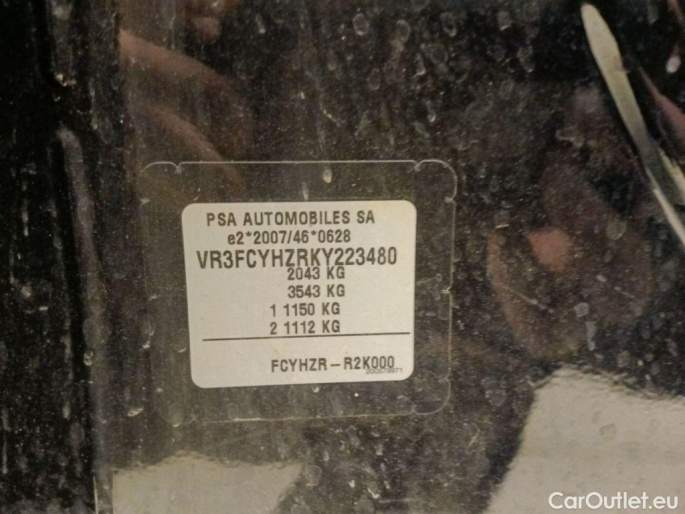 PSA AUTOMOBILES SA
e2*2007/46*0628
VR3FCYHZRKY223480
2043 KG
3543 KG
1 1150 KG
2 1112 KG
FCYHZR – R2K000
CarOutlet.eu